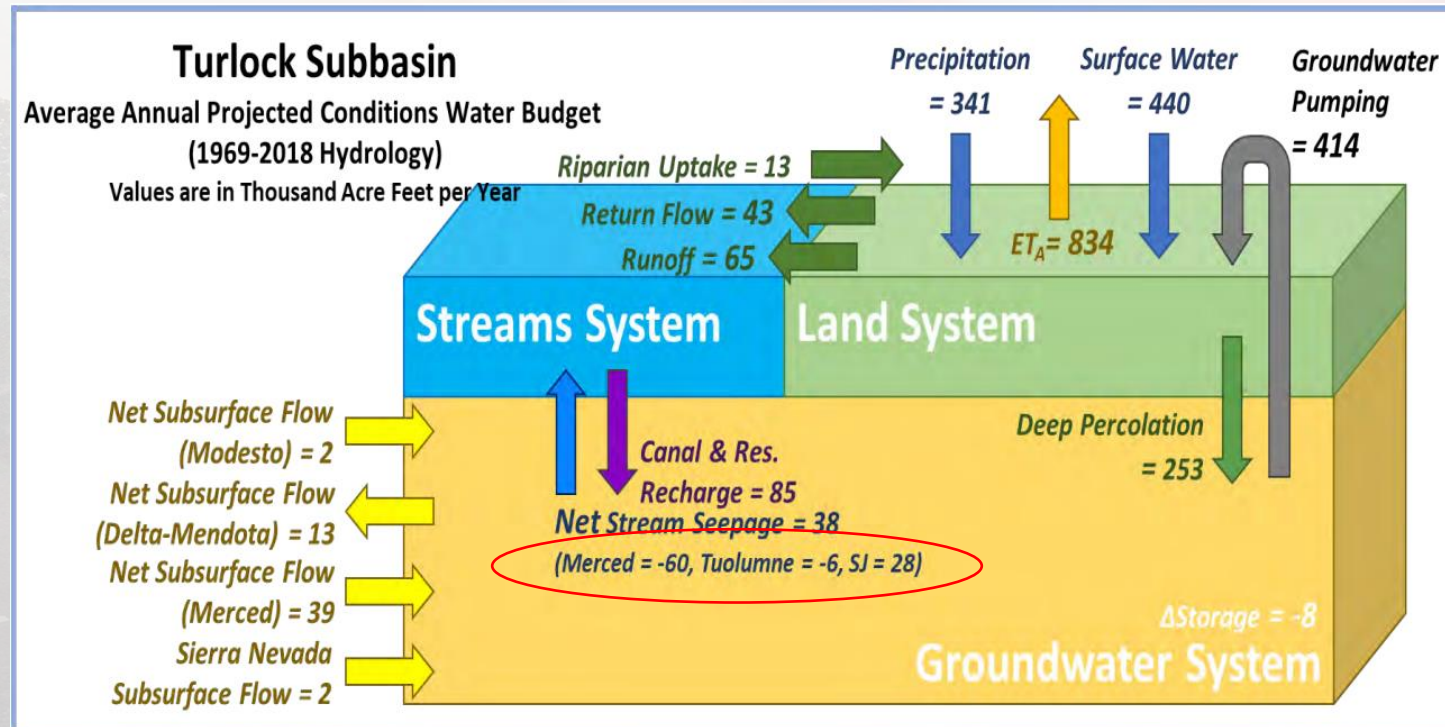 Turlock Subbasin
Average Annual Projected Conditions Water Budget
(1969-2018 Hydrology)
Values are in Thousand Acre Feet per Year
Precipitation
= 341
Surface Water
= 440
Groundwater
Pumping
= 414
Riparian Uptake = 13
Return Flow = 43
Runoff = 65
ETA= 834
Streams System
Land System
Net Subsurface Flow
(Modesto) = 2
Net Subsurface Flow
(Delta-Mendota) = 13
Net Subsurface Flow
(Merced) = 39
Sierra Nevada
Subsurface Flow = 2
Canal & Res.
Recharge = 85
Net Stream Seepage = 38
(Merced = -60, Tuolumne = -6, SJ = 28)
Deep Percolation
= 253
ΔStorage = -8
Groundwater System